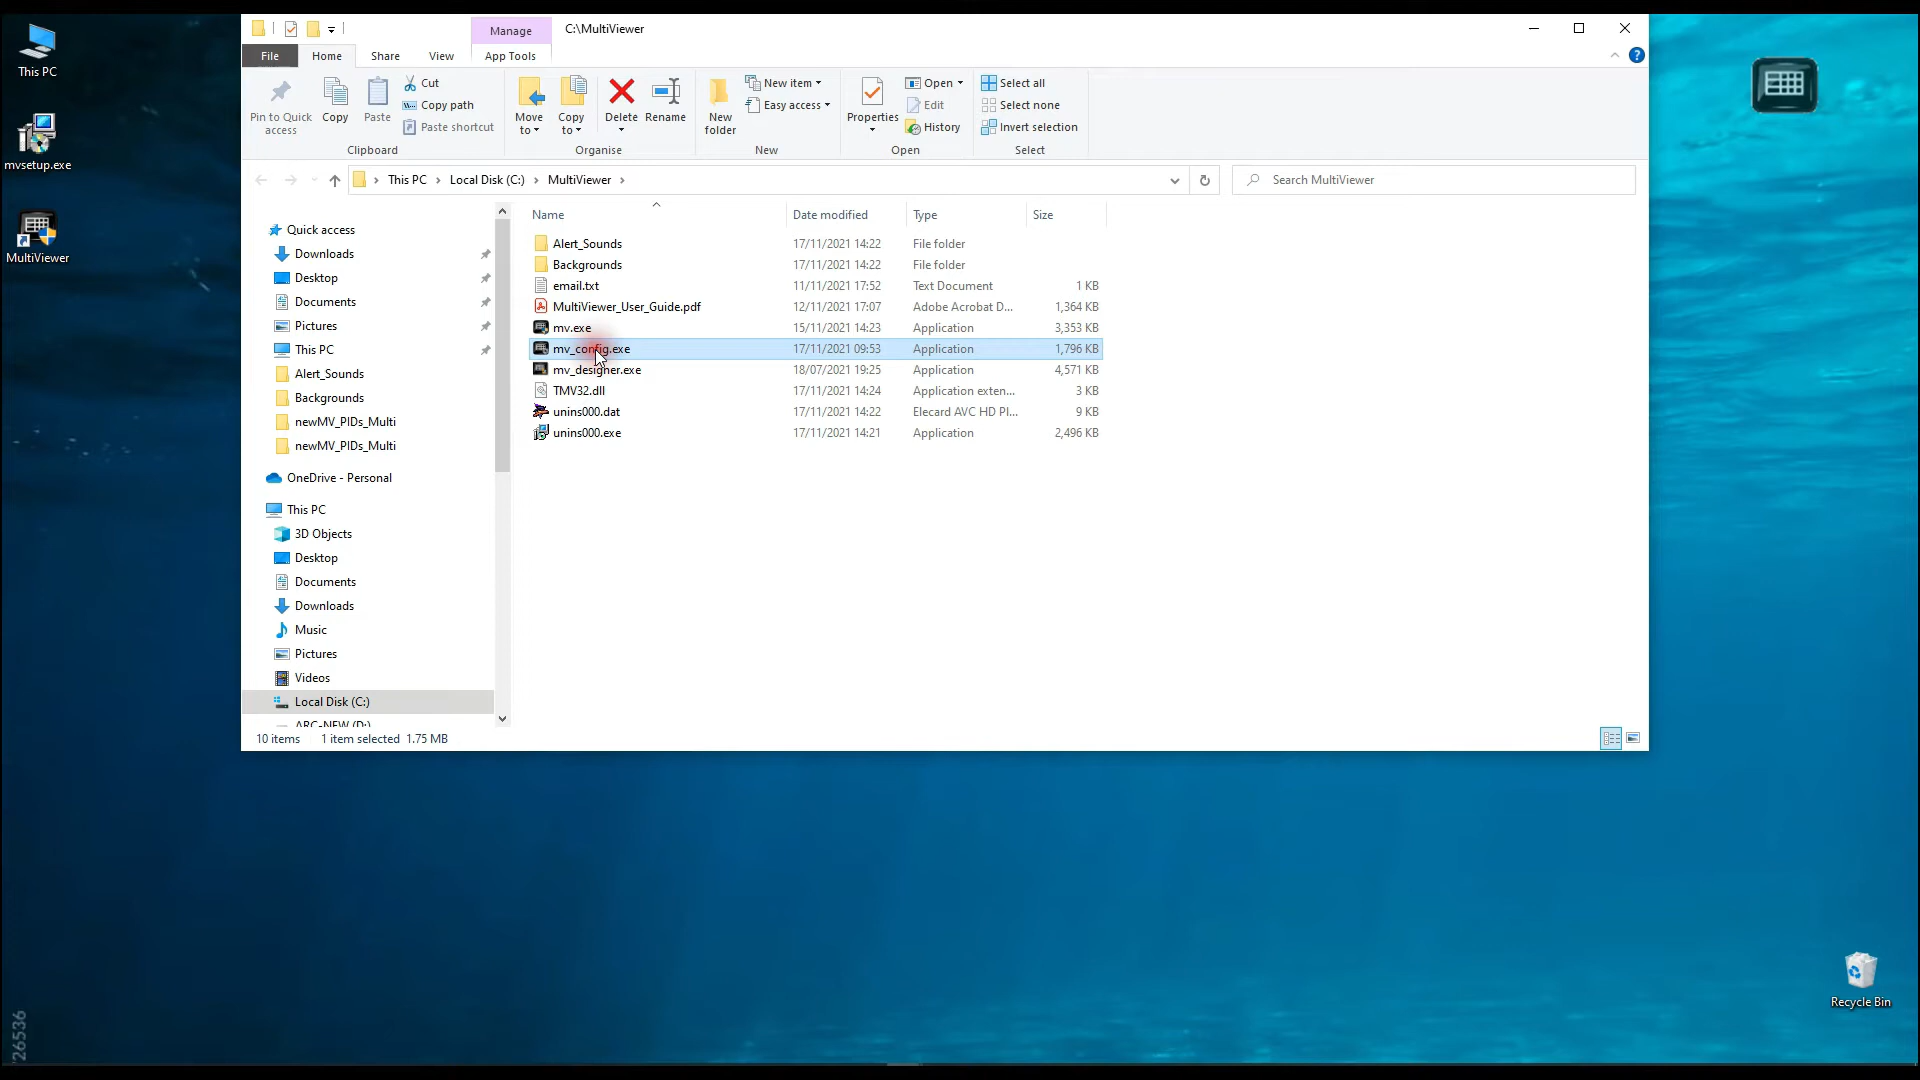 This PC
mvsetup.exe
MultiViewer
Manage
C:\MultiViewer
File
Home
Share
View
App Tools
Pin to Quick access
Copy
Paste
Cut
Copy path
Paste shortcut
Clipboard
Move to
Copy to
Delete
Rename
Organise
New folder
New item
Easy access
New
Properties
Open
Edit
History
Open
Select all
Select none
Invert selection
Select
This PC > Local Disk (C:) > MultiViewer >
Search MultiViewer
Quick access
Downloads
Desktop
Documents
Pictures
This PC
Alert_Sounds
Backgrounds
newMV_PIDs_Multi
newMV_PIDs_Multi
OneDrive - Personal
This PC
3D Objects
Desktop
Documents
Downloads
Music
Pictures
Videos
Local Disk (C:)
ARC-NEW (D:)
Name Date modified Type Size
Alert_Sounds 17/11/2021 14:22 File folder
Backgrounds 17/11/2021 14:22 File folder
email.txt 11/11/2021 17:52 Text Document 1 KB
MultiViewer_User_Guide.pdf 12/11/2021 17:07 Adobe Acrobat D... 1,364 KB
mv.exe 15/11/2021 14:23 Application 3,353 KB
mv_config.exe 17/11/2021 09:53 Application 1,796 KB
mv_designer.exe 18/07/2021 19:25 Application 4,571 KB
TMV32.dll 17/11/2021 14:24 Application exten... 3 KB
unins000.dat 17/11/2021 14:22 Elecard AVC HD Pl... 9 KB
unins000.exe 17/11/2021 14:21 Application 2,496 KB
10 items 1 item selected 1.75 MB
Recycle Bin
26536